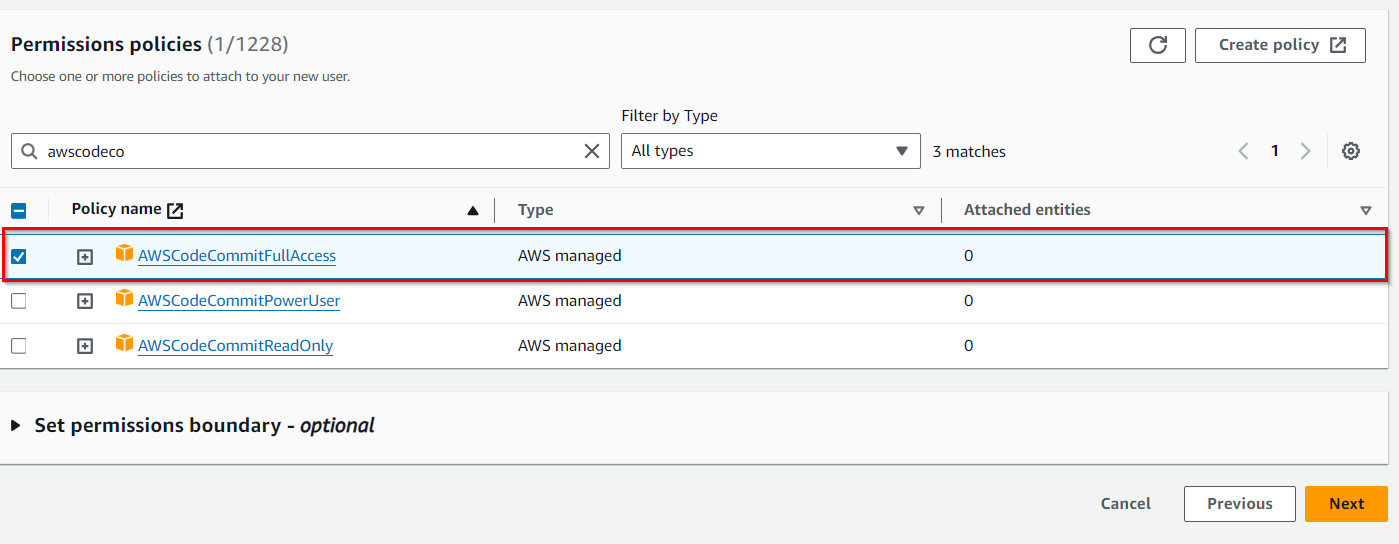 Permissions policies (1/1228)
Create policy
Choose one or more policies to attach to your new user.
Filter by Type
awscodeco
All types
3 matches
1
Policy name
Type
Attached entities
AWSCodeCommitFullAccess AWS managed 0
AWSCodeCommitPowerUser AWS managed 0
AWSCodeCommitReadOnly AWS managed 0
Set permissions boundary - optional
Cancel
Previous
Next